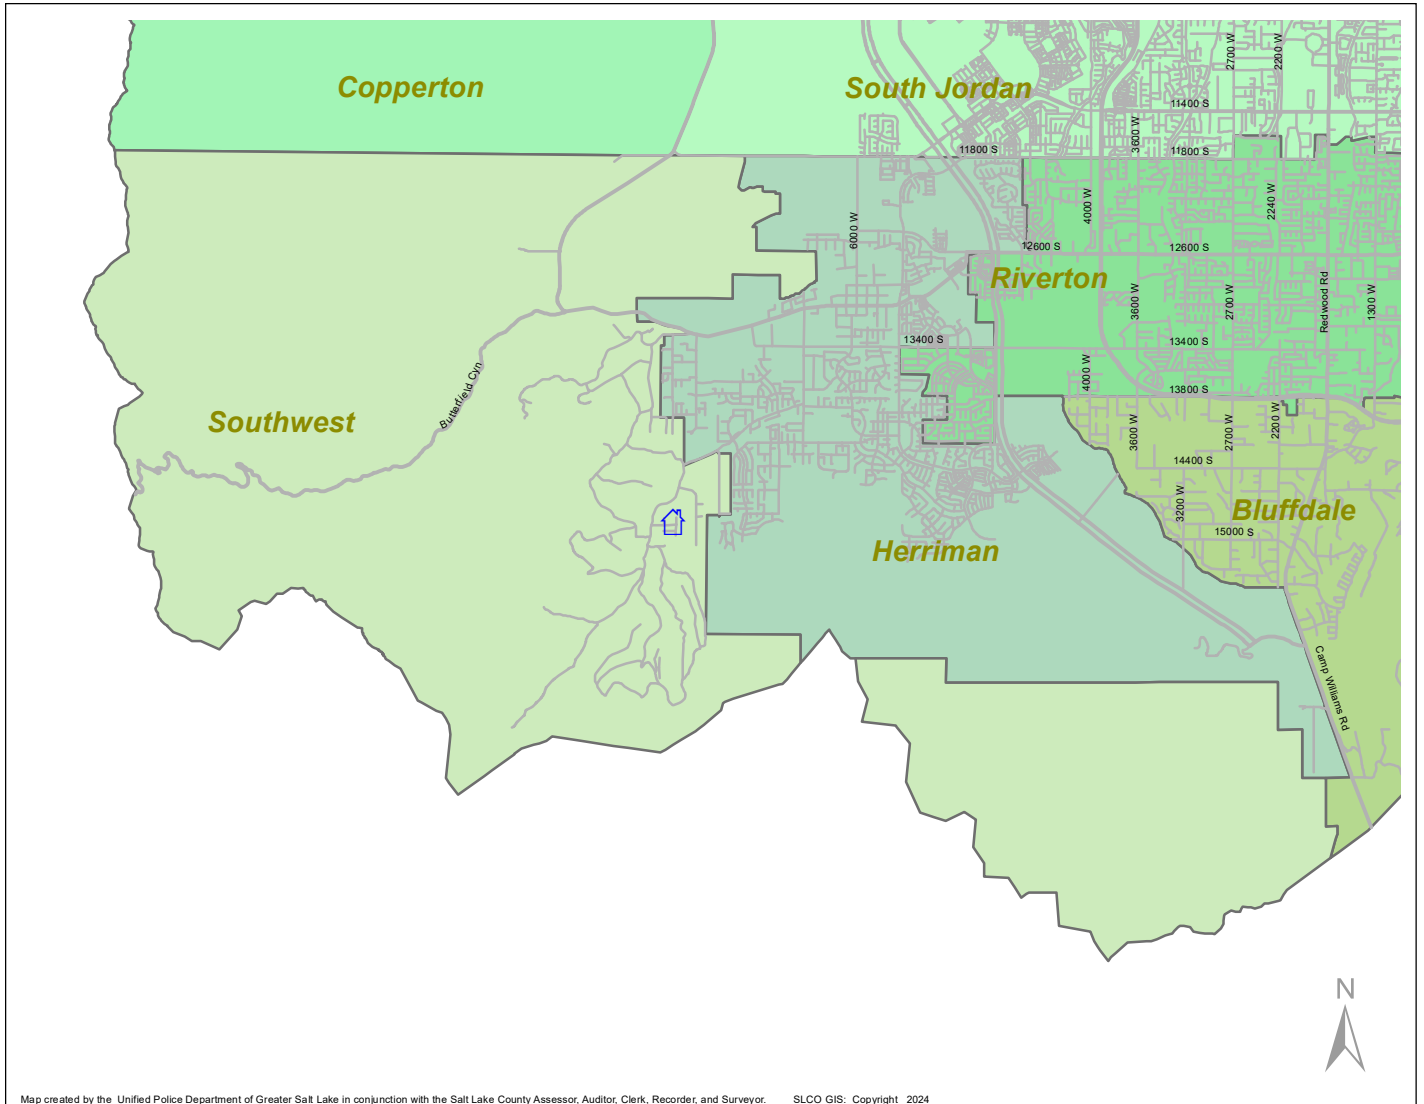 2700 W
2200 W
Copperton
South Jordan
11400 S
3600 W
11800 S
11800 S
4000 W
2240 W
6000 W
12600 S
12600 S
Riverton
Redwood Rd
3600 W
2700 W
1300 W
13400 S
13400 S
4000 W
13800 S
Butterfield Cyn
Southwest
3600 W
2700 W
2200 W
14400 S
3200 W
Bluffdale
15000 S
Herriman
Camp Williams Rd
N
Map created by the Unified Police Department of Greater Salt Lake in conjunction with the Salt Lake County Assessor, Auditor, Clerk, Recorder, and Surveyor. SLCO GIS: Copyright 2024